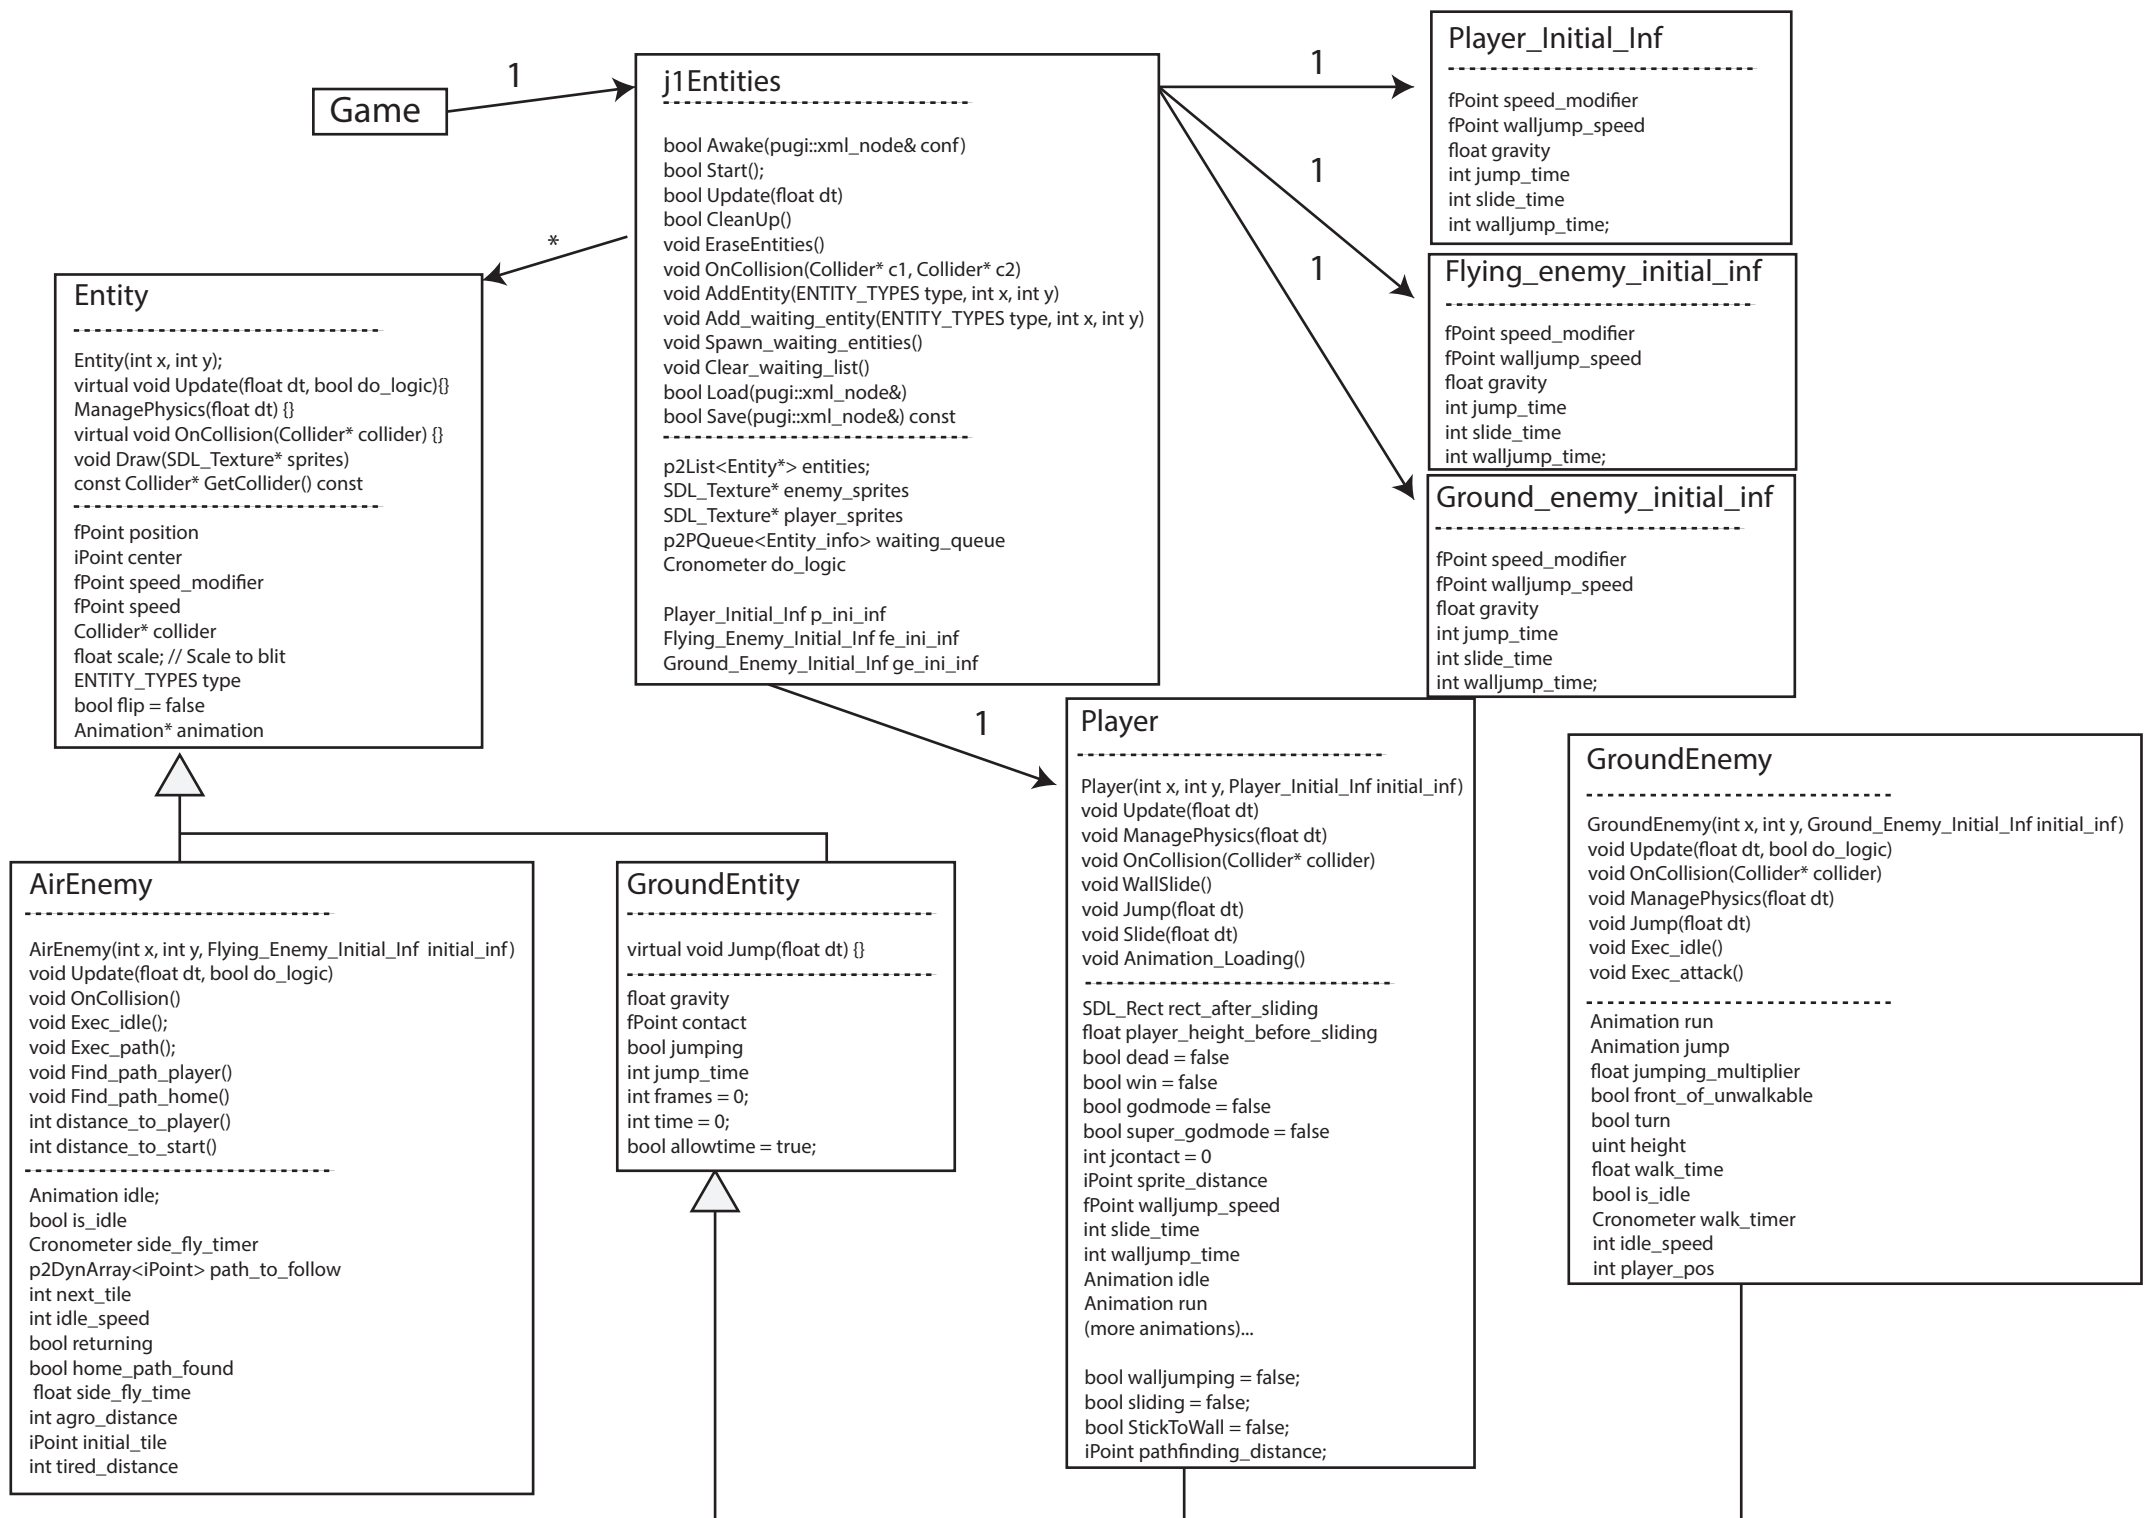 Game
1
j1Entities
bool Awake(pugi::xml_node& conf)
bool Start();
bool Update(float dt)
bool CleanUp()
void EraseEntities()
void OnCollision(Collider* c1, Collider* c2)
void AddEntity(ENTITY_TYPES type, int x, int y)
void Add_waiting_entity(ENTITY_TYPES type, int x, int y)
void Spawn_waiting_entities()
void Clear_waiting_list()
bool Load(pugi::xml_node&)
bool Save(pugi::xml_node&) const
p2List<Entity*> entities;
SDL_Texture* enemy_sprites
SDL_Texture* player_sprites
p2PQueue<Entity_info> waiting_queue
Cronometer do_logic
Player_Initial_Inf p_ini_inf
Flying_Enemy_Initial_Inf fe_ini_inf
Ground_Enemy_Initial_Inf ge_ini_inf
1
1
1
Player_Initial_Inf
fPoint speed_modifier
fPoint walljump_speed
float gravity
int jump_time
int slide_time
int walljump_time;
Flying_enemy_initial_inf
fPoint speed_modifier
fPoint walljump_speed
float gravity
int jump_time
int slide_time
int walljump_time;
Ground_enemy_initial_inf
fPoint speed_modifier
fPoint walljump_speed
float gravity
int jump_time
int slide_time
int walljump_time;
*
Entity
Entity(int x, int y);
virtual void Update(float dt, bool do_logic){}
ManagePhysics(float dt) {}
virtual void OnCollision(Collider* collider) {}
void Draw(SDL_Texture* sprites)
const Collider* GetCollider() const
fPoint position
iPoint center
fPoint speed_modifier
fPoint speed
Collider* collider
float scale; // Scale to blit
ENTITY_TYPES type
bool flip = false
Animation* animation
AirEnemy
AirEnemy(int x, int y, Flying_Enemy_Initial_Inf initial_inf)
void Update(float dt, bool do_logic)
void OnCollision()
void Exec_idle();
void Exec_path();
void Find_path_player()
void Find_path_home()
int distance_to_player()
int distance_to_start()
Animation idle;
bool is_idle
Cronometer side_fly_timer
p2DynArray<iPoint> path_to_follow
int next_tile
int idle_speed
bool returning
bool home_path_found
float side_fly_time
int agro_distance
iPoint initial_tile
int tired_distance
GroundEntity
virtual void Jump(float dt) {}
float gravity
fPoint contact
bool jumping
int jump_time
int frames = 0;
int time = 0;
bool allowtime = true;
1
Player
Player(int x, int y, Player_Initial_Inf initial_inf)
void Update(float dt)
void ManagePhysics(float dt)
void OnCollision(Collider* collider)
void WallSlide()
void Jump(float dt)
void Slide(float dt)
void Animation_Loading()
SDL_Rect rect_after_sliding
float player_height_before_sliding
bool dead = false
bool win = false
bool godmode = false
bool super_godmode = false
int jcontact = 0
iPoint sprite_distance
fPoint walljump_speed
int slide_time
int walljump_time
Animation idle
Animation run
(more animations)...
bool walljumping = false;
bool sliding = false;
bool StickToWall = false;
iPoint pathfinding_distance;
GroundEnemy
GroundEnemy(int x, int y, Ground_Enemy_Initial_Inf initial_inf)
void Update(float dt, bool do_logic)
void OnCollision(Collider* collider)
void ManagePhysics(float dt)
void Jump(float dt)
void Exec_idle()
void Exec_attack()
Animation run
Animation jump
float jumping_multiplier
bool front_of_unwalkable
bool turn
uint height
float walk_time
bool is_idle
Cronometer walk_timer
int idle_speed
int player_pos